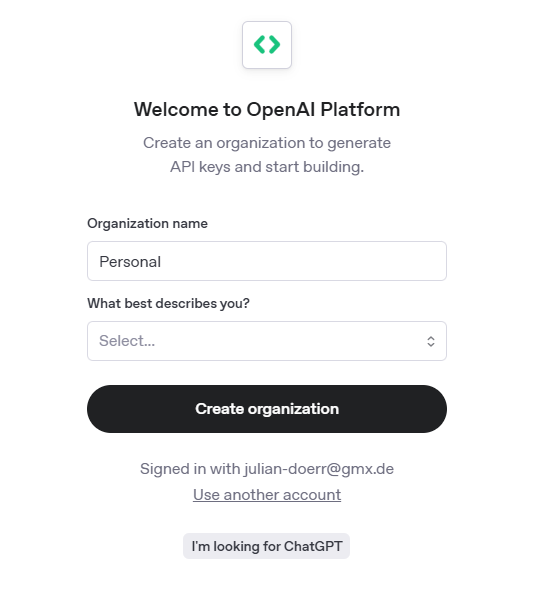 Welcome to OpenAI Platform
Create an organization to generate
API keys and start building.
Organization name
Personal
What best describes you?
Select...
Create organization
Signed in with julian-doerr@gmx.de
Use another account
I'm looking for ChatGPT